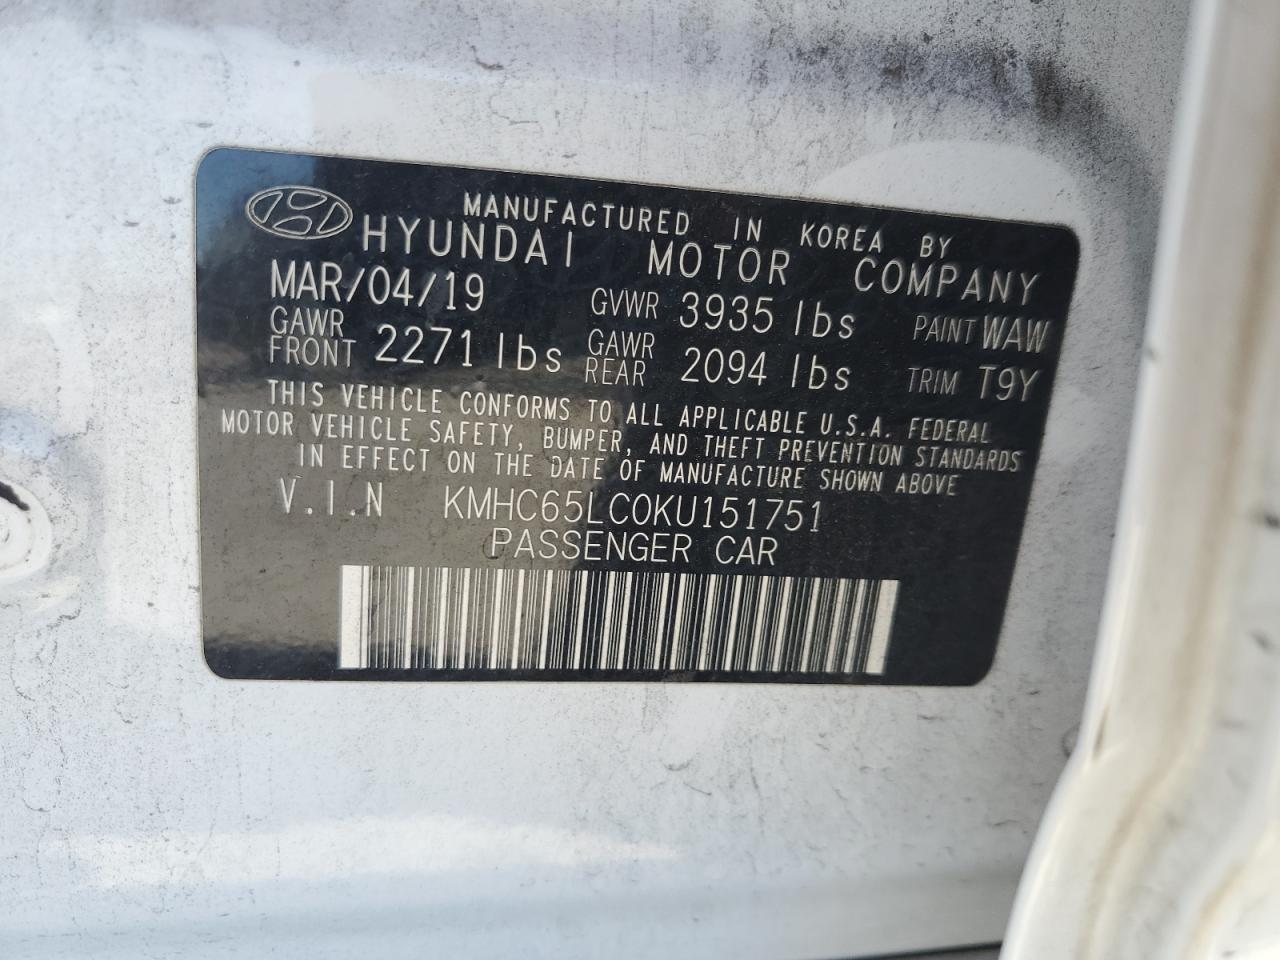 MANUFACTURED IN KOREA BY
HYUNDAI MOTOR COMPANY
MAR/04/19 GVWR 3935 lbs PAINT WAW
GAWR FRONT 2271 lbs GAWR REAR 2094 lbs TRIM T9Y
THIS VEHICLE CONFORMS TO ALL APPLICABLE U.S.A. FEDERAL
MOTOR VEHICLE SAFETY, BUMPER, AND THEFT PREVENTION STANDARDS
IN EFFECT ON THE DATE OF MANUFACTURE SHOWN ABOVE
V.I.N KMHC65LC0KU151751
PASSENGER CAR